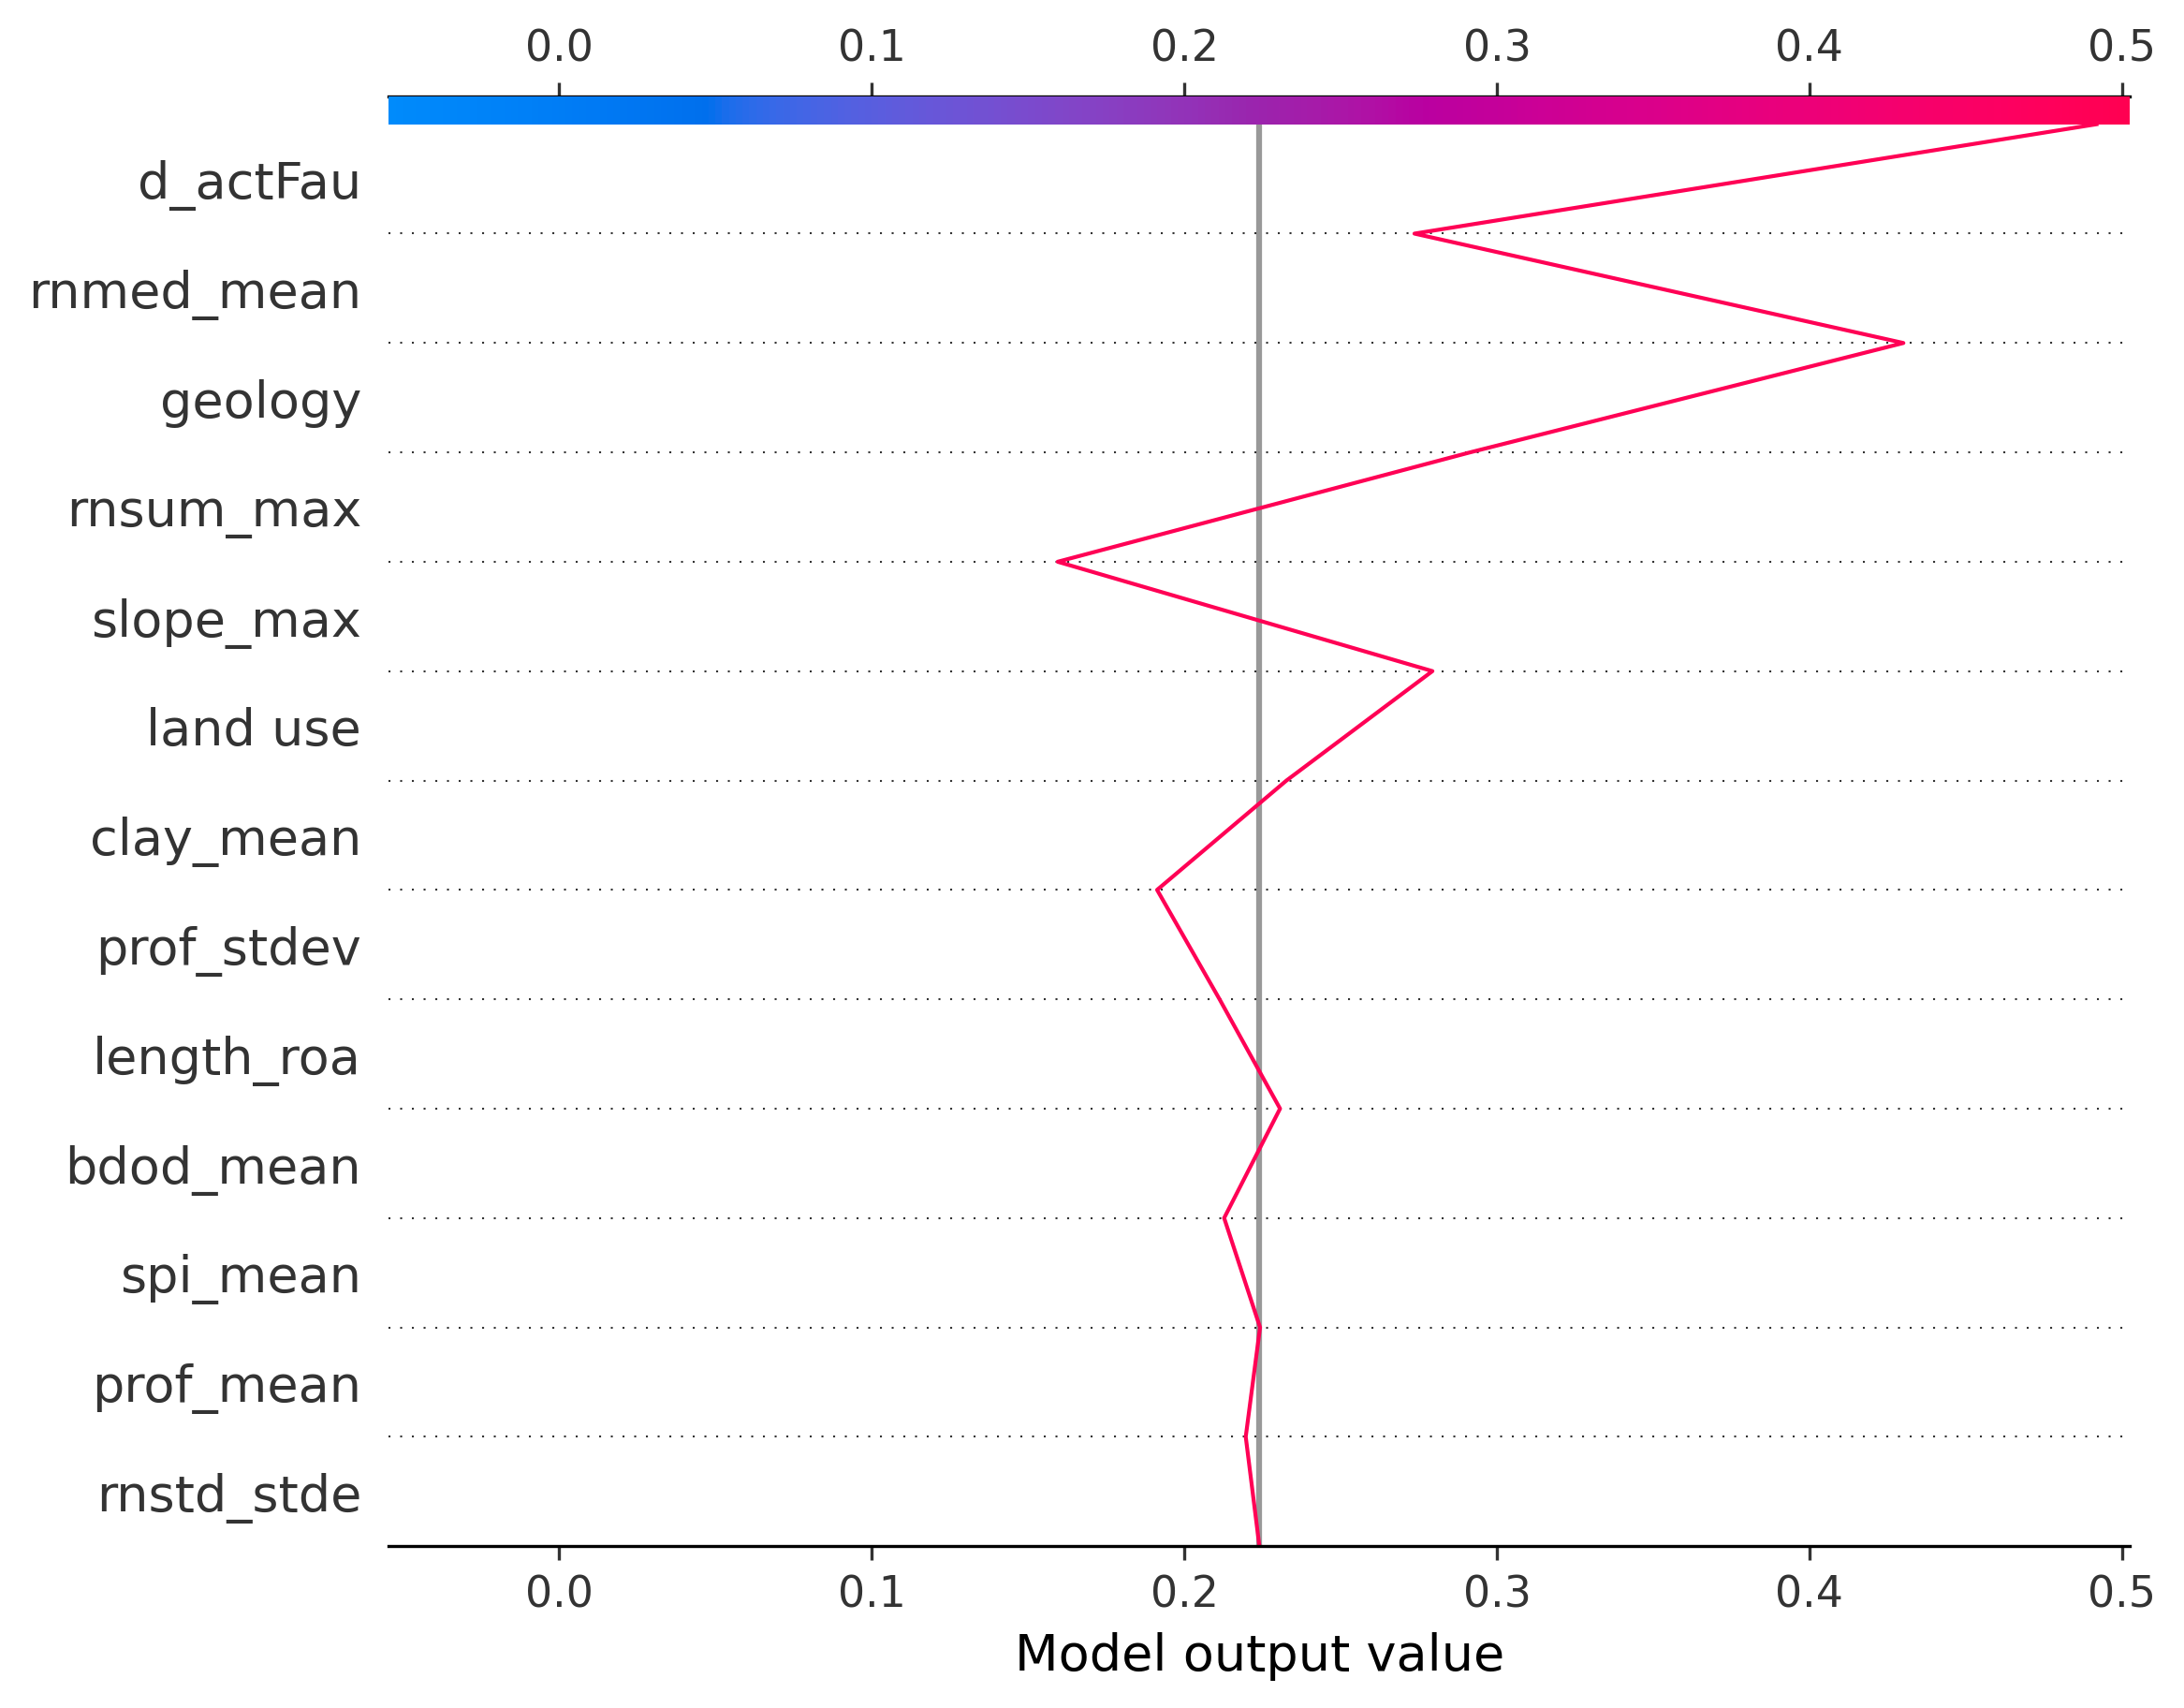 0.0 0.1 0.2 0.3 0.4 0.5
d_actFau
rnmed_mean
geology
rnsum_max
slope_max
land use
clay_mean
prof_stdev
length_roa
bdod_mean
spi_mean
prof_mean
rnstd_stde
0.0 0.1 0.2 0.3 0.4 0.5
Model output value